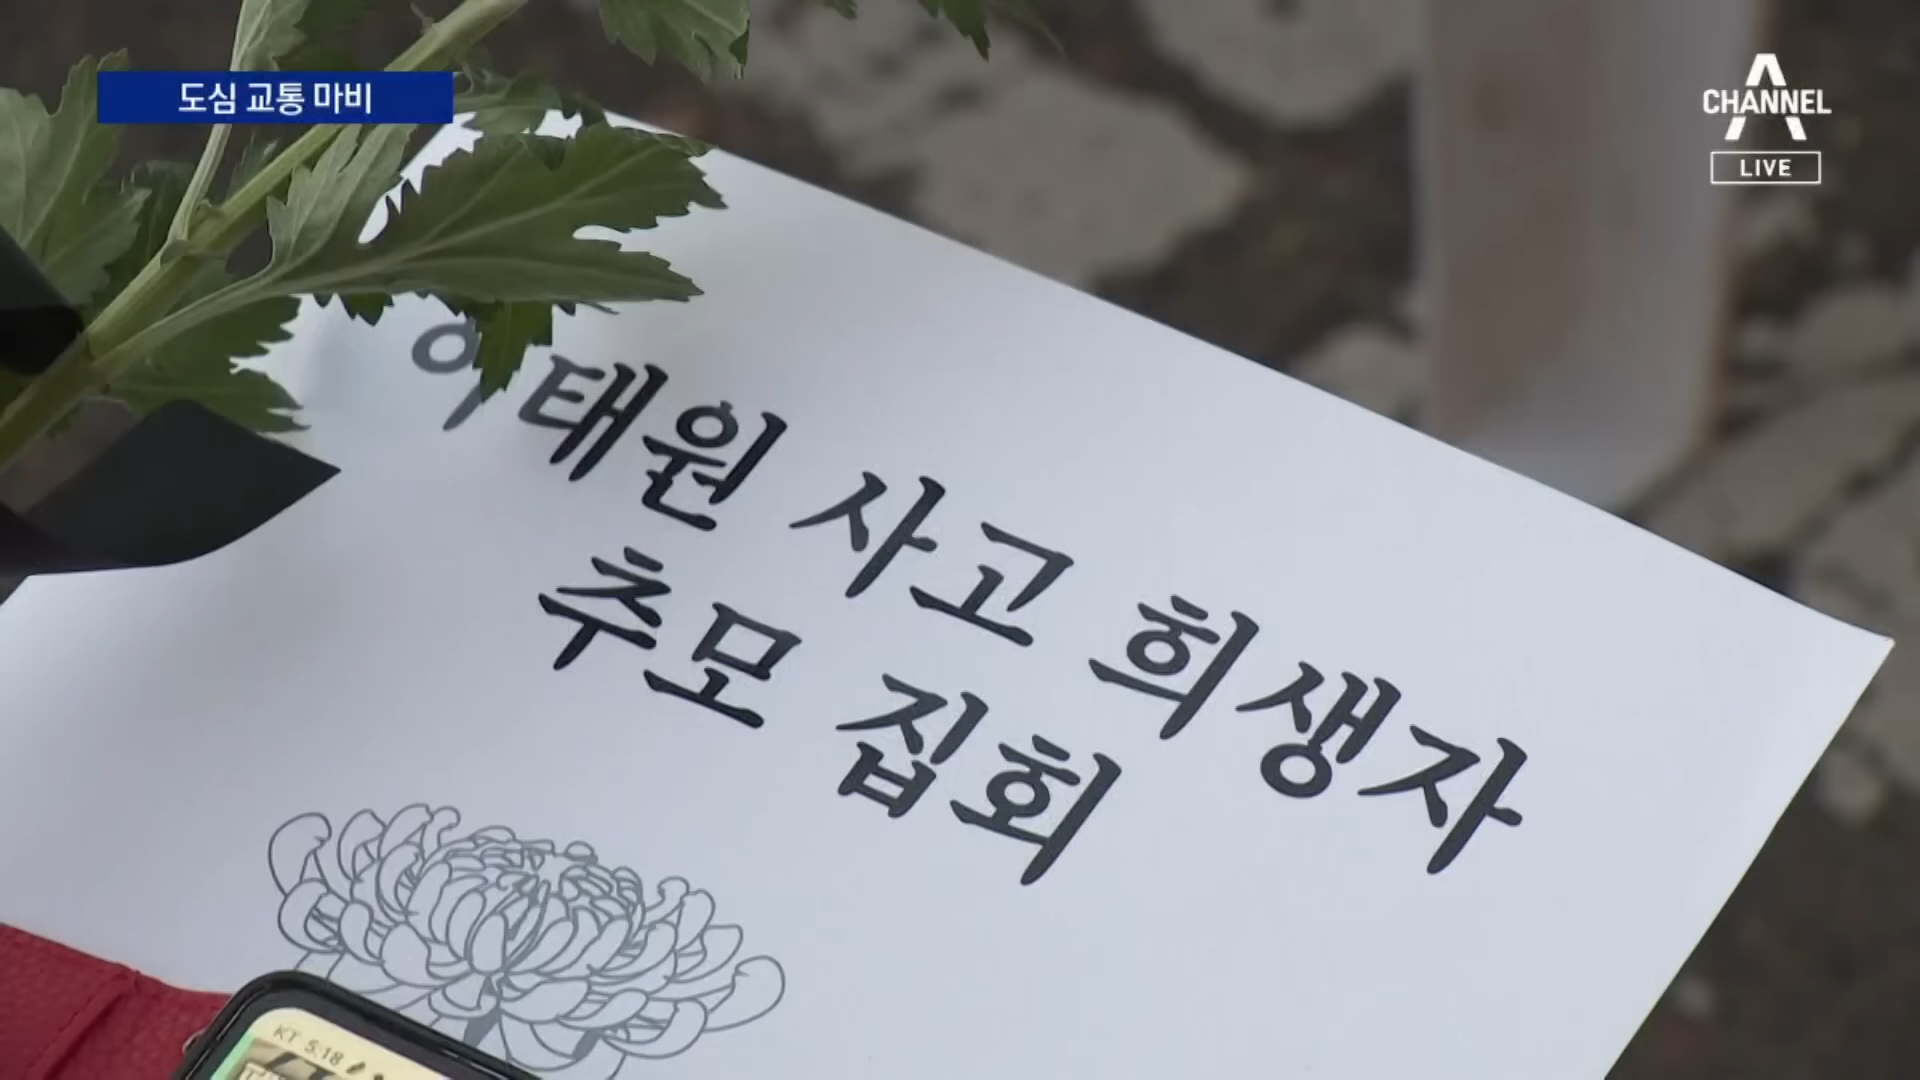 도심 교통 마비
CHANNEL A
LIVE
이태원 사고 희생자
추모 집회
KT 5:18